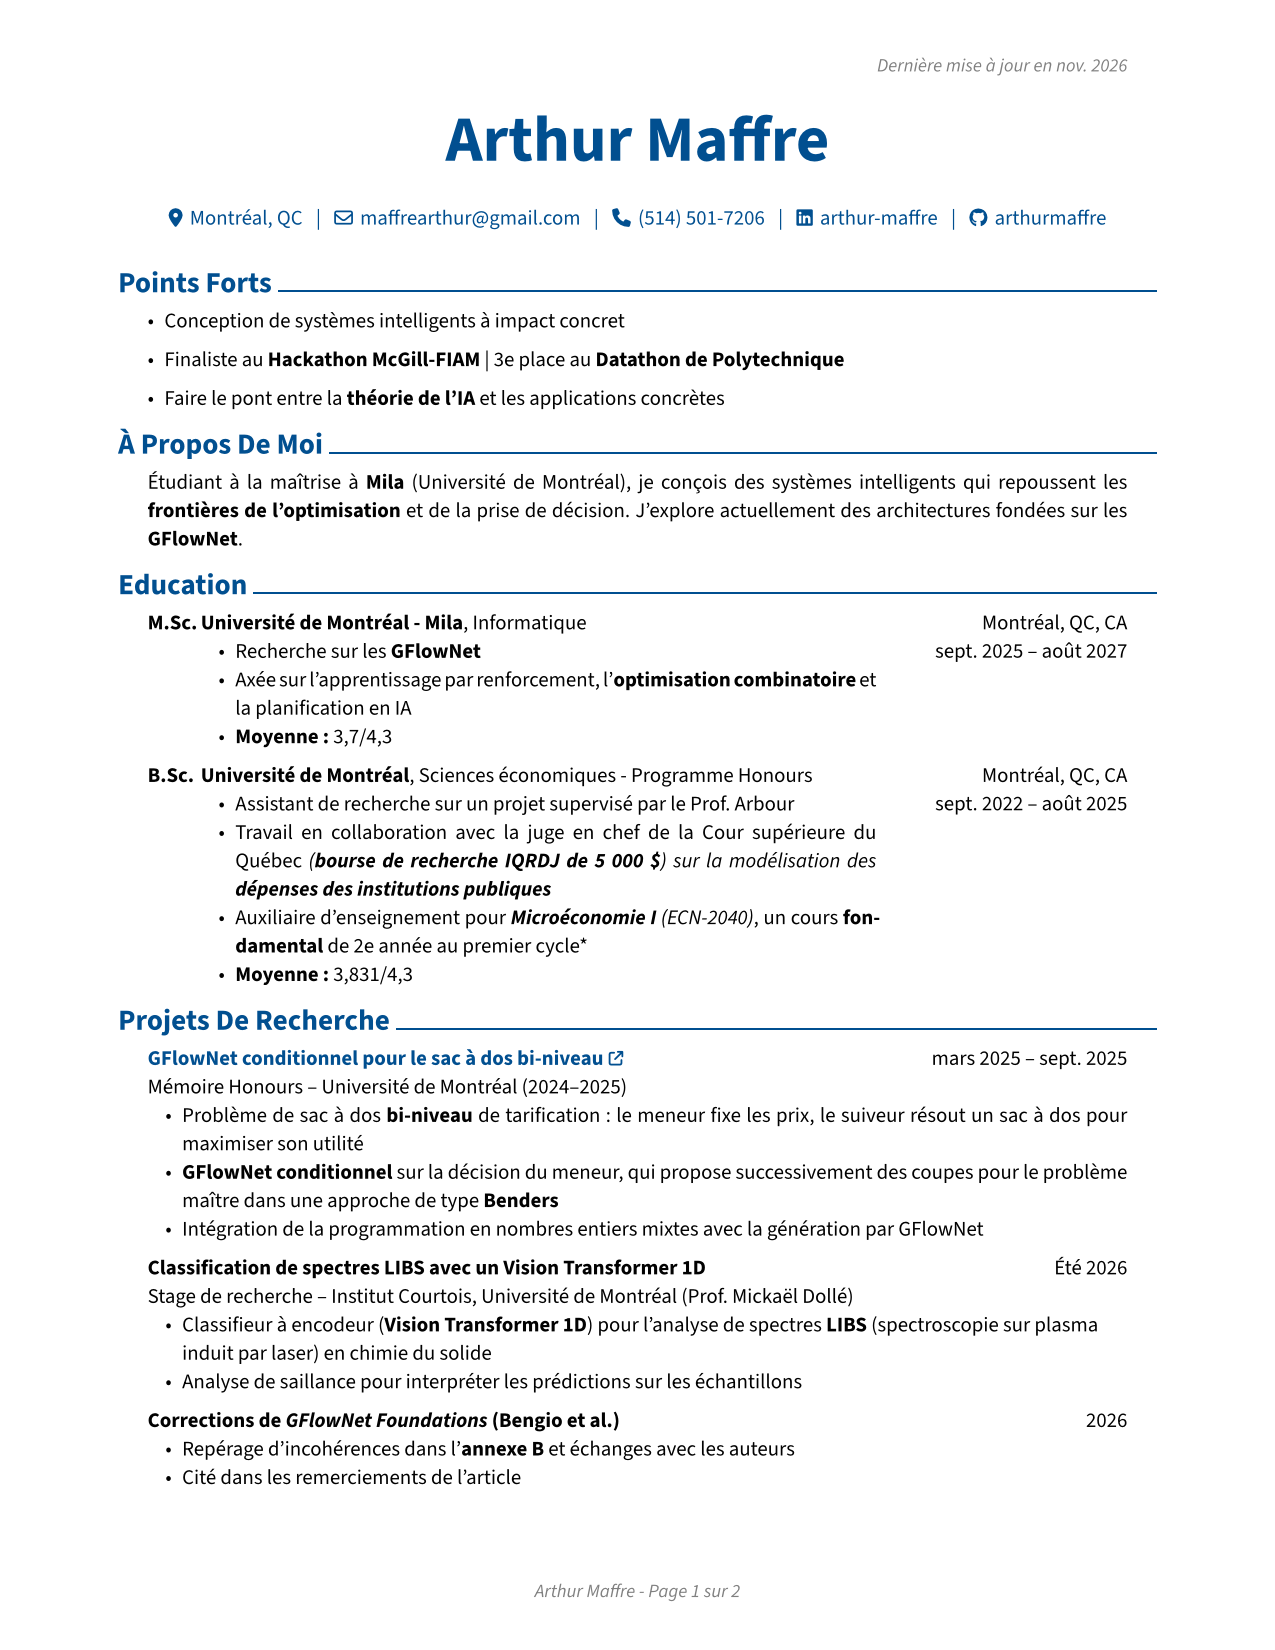 Dernière mise à jour en nov. 2026
Arthur Maffre
Montréal, QC | maffrearthur@gmail.com | (514) 501-7206 | arthur-maffre | arthurmaffre
Points Forts
• Conception de systèmes intelligents à impact concret
• Finaliste au Hackathon McGill-FIAM | 3e place au Datathon de Polytechnique
• Faire le pont entre la théorie de l’IA et les applications concrètes
À Propos De Moi
Étudiant à la maîtrise à Mila (Université de Montréal), je conçois des systèmes intelligents qui repoussent les
frontières de l’optimisation et de la prise de décision. J’explore actuellement des architectures fondées sur les
GFlowNet.
Education
M.Sc. Université de Montréal - Mila, Informatique Montréal, QC, CA
• Recherche sur les GFlowNet sept. 2025 – août 2027
• Axée sur l’apprentissage par renforcement, l’optimisation combinatoire et
la planification en IA
• Moyenne : 3,7/4,3
B.Sc. Université de Montréal, Sciences économiques - Programme Honours Montréal, QC, CA
• Assistant de recherche sur un projet supervisé par le Prof. Arbour sept. 2022 – août 2025
• Travail en collaboration avec la juge en chef de la Cour supérieure du
Québec (bourse de recherche IQRDJ de 5 000 $) sur la modélisation des
dépenses des institutions publiques
• Auxiliaire d’enseignement pour Microéconomie I (ECN-2040), un cours fon-
damental de 2e année au premier cycle*
• Moyenne : 3,831/4,3
Projets De Recherche
GFlowNet conditionnel pour le sac à dos bi-niveau mars 2025 – sept. 2025
Mémoire Honours – Université de Montréal (2024–2025)
• Problème de sac à dos bi-niveau de tarification : le meneur fixe les prix, le suiveur résout un sac à dos pour
maximiser son utilité
• GFlowNet conditionnel sur la décision du meneur, qui propose successivement des coupes pour le problème
maître dans une approche de type Benders
• Intégration de la programmation en nombres entiers mixtes avec la génération par GFlowNet
Classification de spectres LIBS avec un Vision Transformer 1D Été 2026
Stage de recherche – Institut Courtois, Université de Montréal (Prof. Mickaël Dollé)
• Classifieur à encodeur (Vision Transformer 1D) pour l’analyse de spectres LIBS (spectroscopie sur plasma
induit par laser) en chimie du solide
• Analyse de saillance pour interpréter les prédictions sur les échantillons
Corrections de GFlowNet Foundations (Bengio et al.) 2026
• Repérage d’incohérences dans l’annexe B et échanges avec les auteurs
• Cité dans les remerciements de l’article
Arthur Maffre - Page 1 sur 2